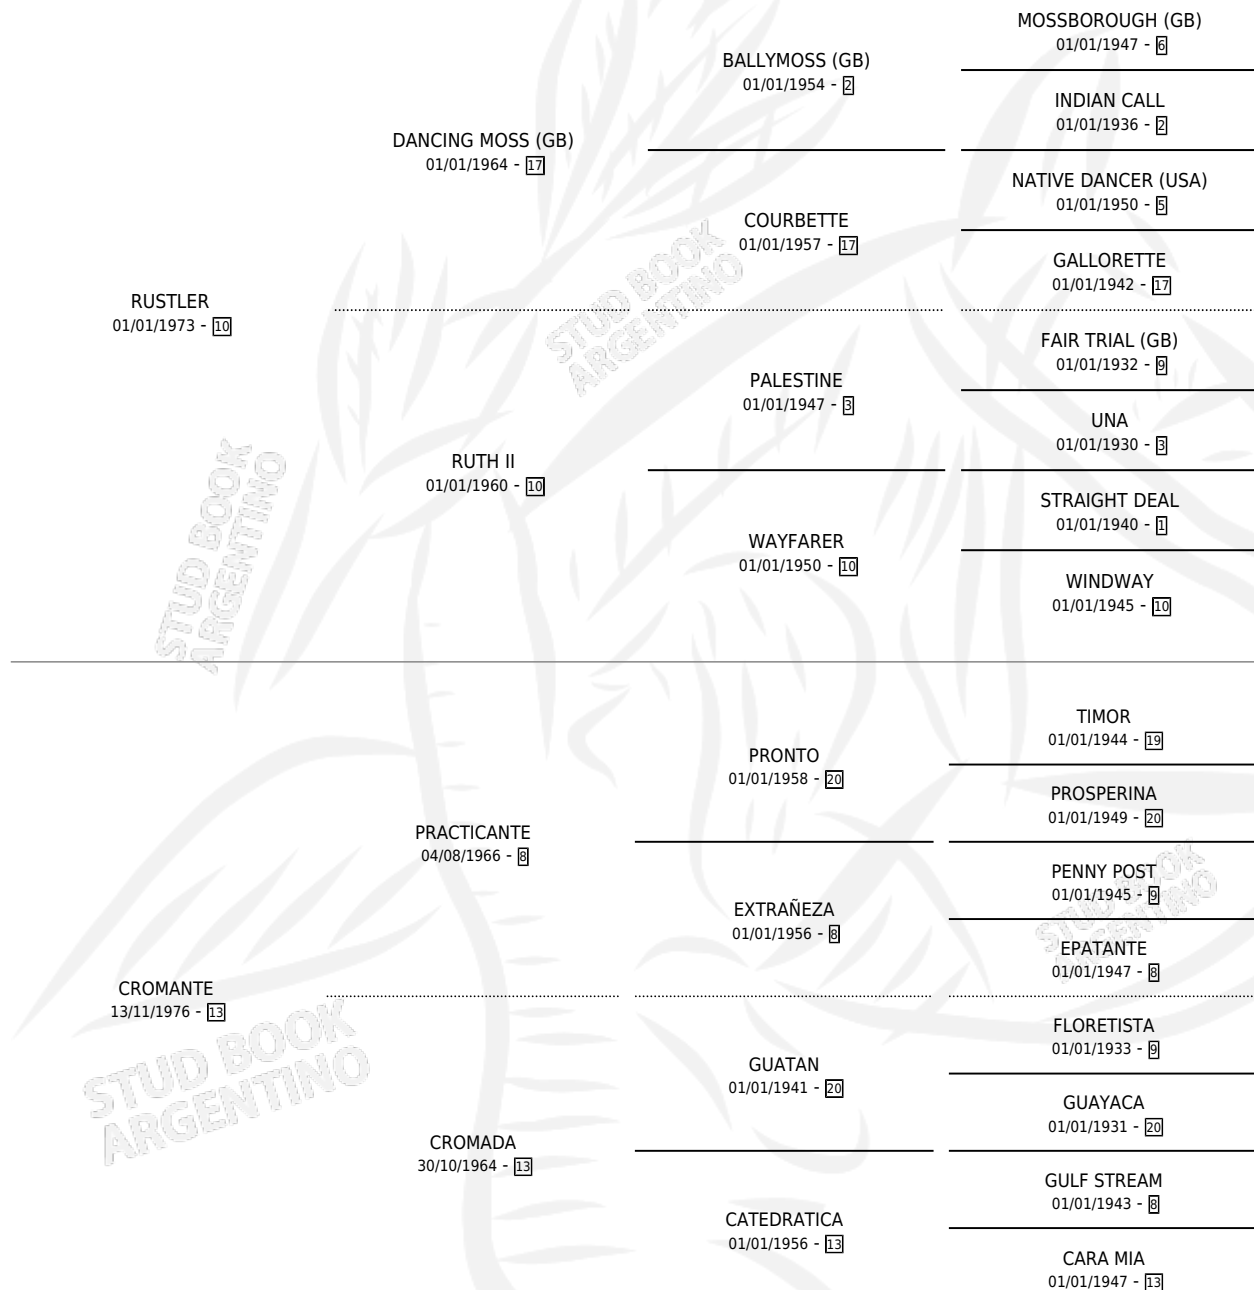 MOSSBOROUGH (GB)
01/01/1947 - 6
BALLYMOSS (GB)
01/01/1954 - 2
INDIAN CALL
01/01/1936 - 2
DANCING MOSS (GB)
01/01/1964 - 17
NATIVE DANCER (USA)
01/01/1950 - 5
COURBETTE
01/01/1957 - 17
GALLORETTE
01/01/1942 - 17
RUSTLER
01/01/1973 - 10
FAIR TRIAL (GB)
01/01/1932 - 9
PALESTINE
01/01/1947 - 3
UNA
01/01/1930 - 3
RUTH II
01/01/1960 - 10
STRAIGHT DEAL
01/01/1940 - 1
WAYFARER
01/01/1950 - 10
WINDWAY
01/01/1945 - 10
STUD BOOK
ARGENTINO
STUD BOOK
ARGENTINO
TIMOR
01/01/1944 - 19
PRONTO
01/01/1958 - 20
PROSPERINA
01/01/1949 - 20
PRACTICANTE
04/08/1966 - 8
PENNY POST
01/01/1945 - 9
EXTRAÑEZA
01/01/1956 - 8
EPATANTE
01/01/1947 - 8
CROMANTE
13/11/1976 - 13
FLORETISTA
01/01/1933 - 9
GUATAN
01/01/1941 - 20
GUAYACA
01/01/1931 - 20
CROMADA
30/10/1964 - 13
GULF STREAM
01/01/1943 - 8
CATEDRATICA
01/01/1956 - 13
CARA MIA
01/01/1947 - 13
STUD BOOK
ARGENTINO
STUD BOOK
ARGENTINO